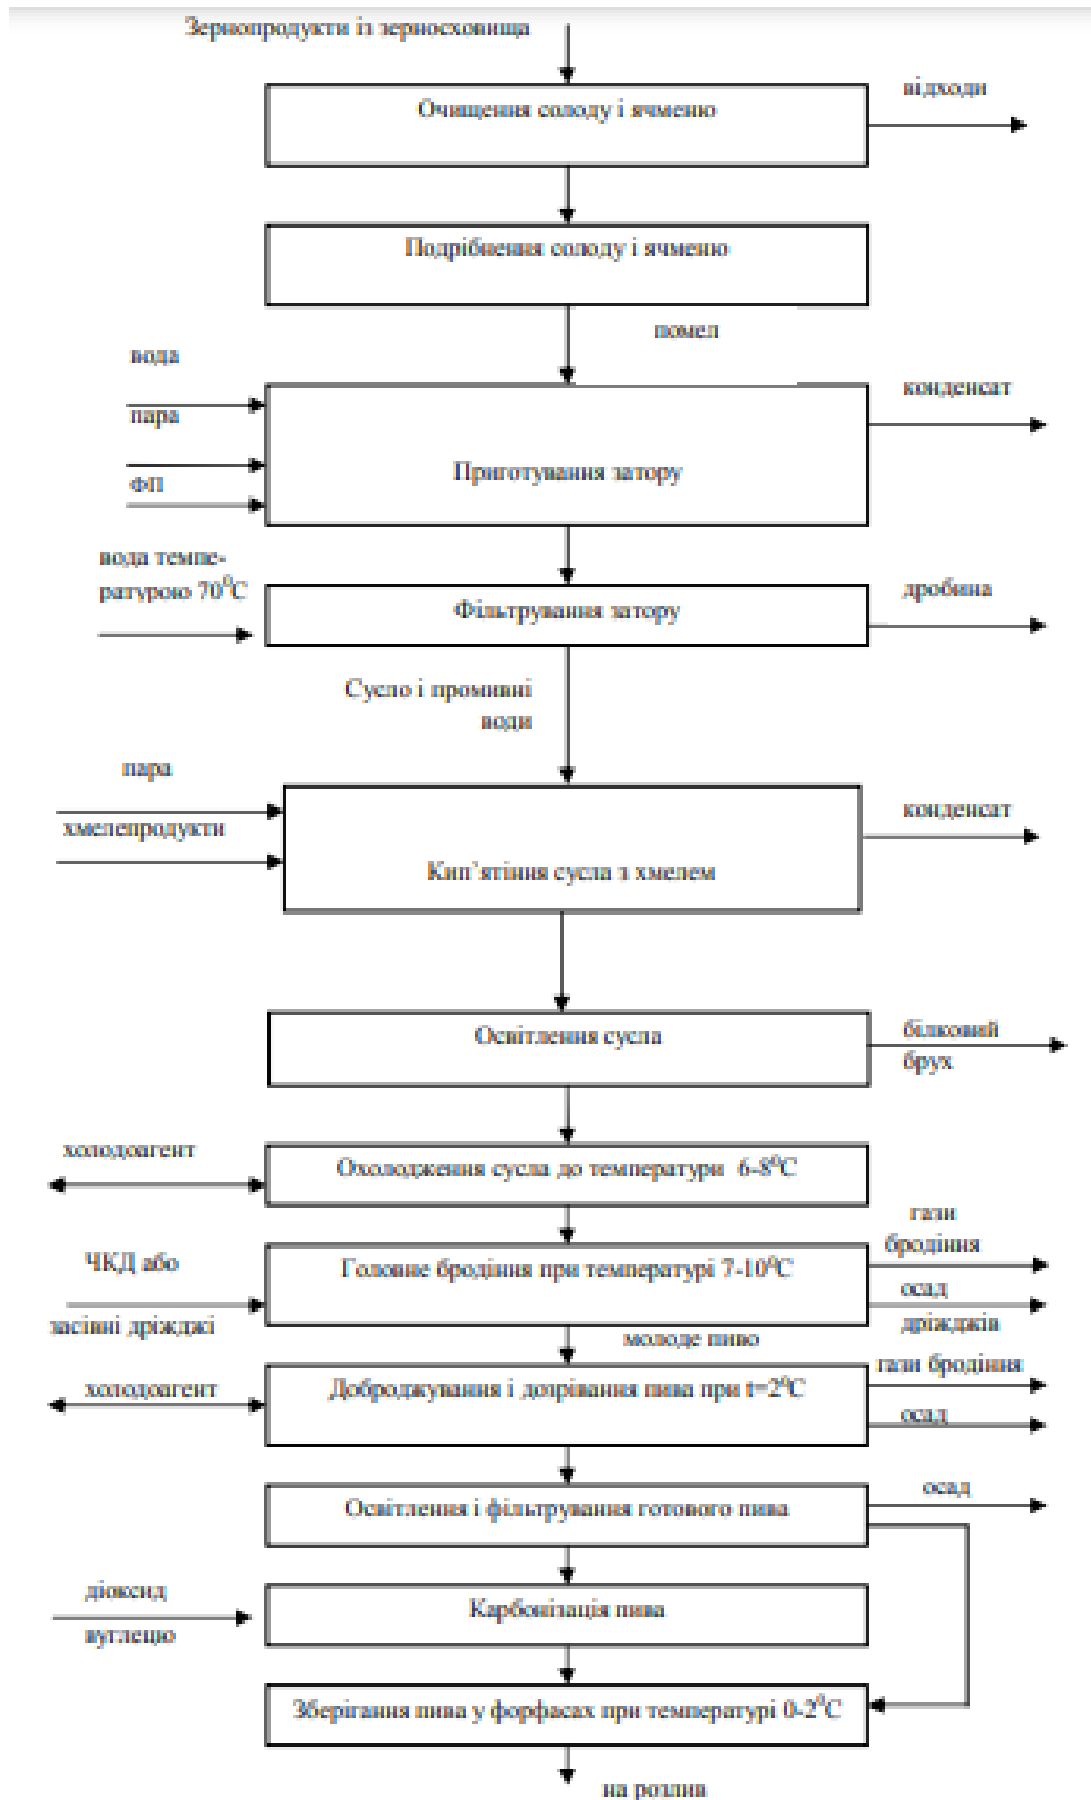 Зернопродукти із зерносховища
Очищення солоду і ячменю
відходи
Подрібнення солоду і ячменю
помел
вода
пара
ФП
Приготування затору
конденсат
вода темпе-
ратурою 70⁰С
Фільтрування затору
дробина
Сусло і промивні
води
пара
хмелепродукти
Кип`ятіння сусла з хмелем
конденсат
Освітлення сусла
білковий
брух
холодоагент
Охолодження сусла до температури 6-8⁰С
ЧКД або
засівні дріжджі
Головне бродіння при температурі 7-10⁰С
гази
бродіння
осад
дріжджів
молоде пиво
холодоагент
Доброджування і дозрівання пива при t=2⁰С
гази бродіння
осад
Освітлення і фільтрування готового пива
осад
діоксид
вуглецю
Карбонізація пива
Зберігання пива у форфасах при температурі 0-2⁰С
на розлив